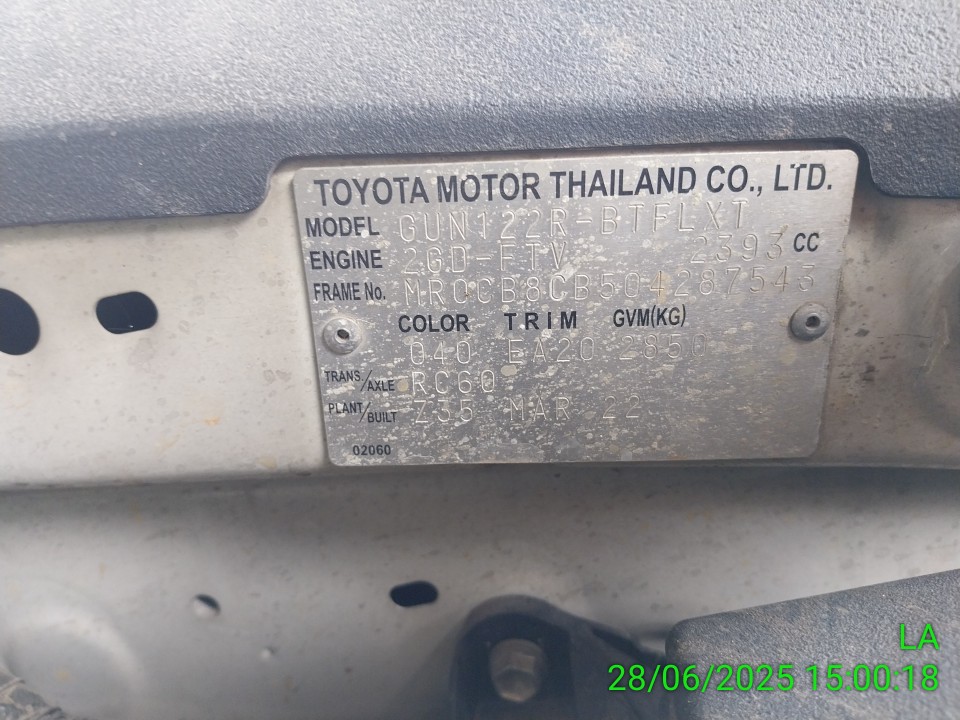 TOYOTA MOTOR THAILAND CO., LTD.
MODEL GUN122R-BTFLXT
ENGINE 2GD-FTV 2393 CC
FRAME No. MR0CB8CB504287543
COLOR TRIM GVM(KG)
040 EA20 2850
TRANS./AXLE RC60
PLANT/BUILT Z35 MAR 22
02060
LA
28/06/2025 15:00:18